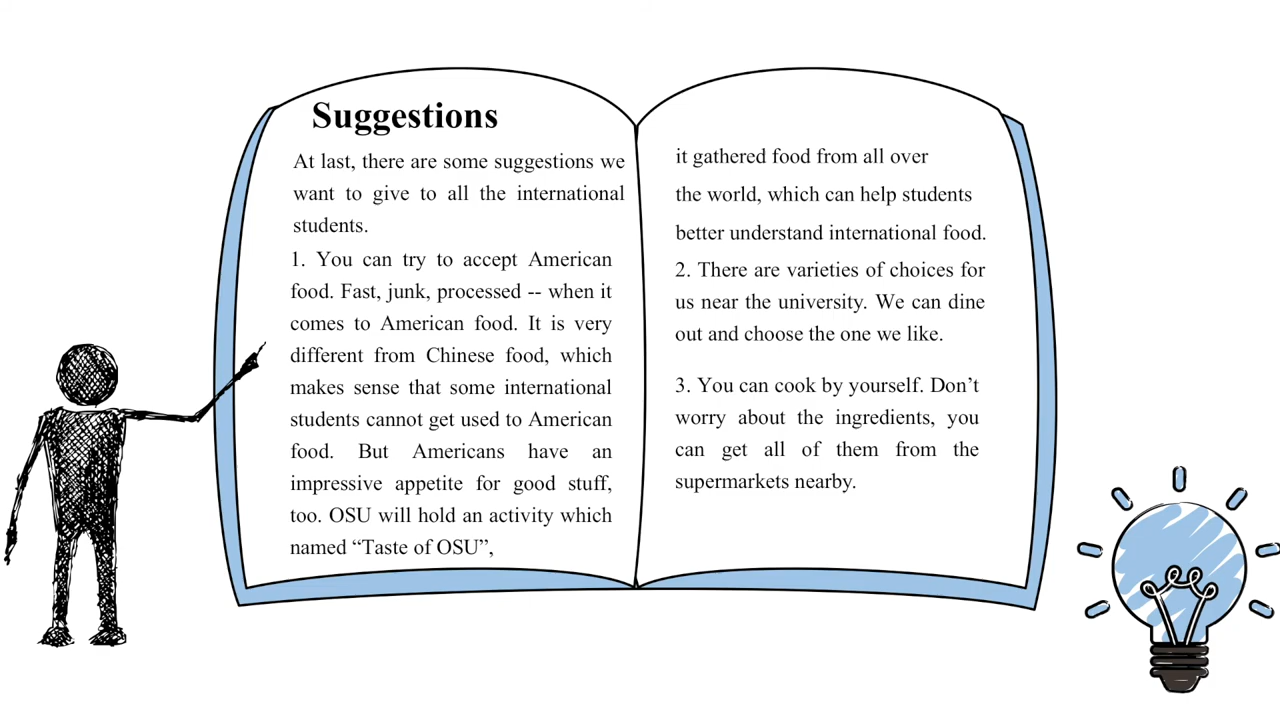 Suggestions
At last, there are some suggestions we
want to give to all the international
students.
1. You can try to accept American
food. Fast, junk, processed -- when it
comes to American food. It is very
different from Chinese food, which
makes sense that some international
students cannot get used to American
food. But Americans have an
impressive appetite for good stuff,
too. OSU will hold an activity which
named “Taste of OSU”,
it gathered food from all over
the world, which can help students
better understand international food.
2. There are varieties of choices for
us near the university. We can dine
out and choose the one we like.
3. You can cook by yourself. Don’t
worry about the ingredients, you
can get all of them from the
supermarkets nearby.